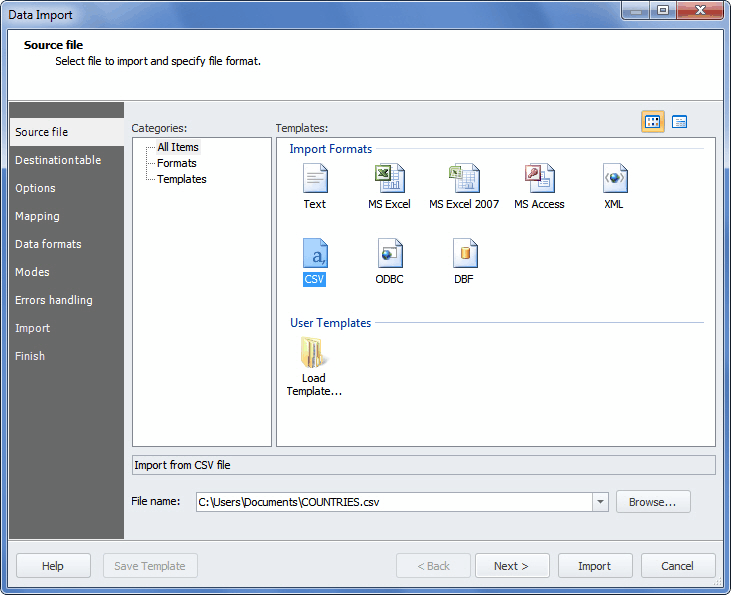 Data Import
Source file
Select file to import and specify file format.
Source file
Destinationtable
Options
Mapping
Data formats
Modes
Errors handling
Import
Finish
Categories:
All Items
Formats
Templates
Templates:
Import Formats
Text
MS Excel
MS Excel 2007
MS Access
XML
a,
CSV
ODBC
DBF
User Templates
Load
Template...
Import from CSV file
File name:
C:\Users\Documents\COUNTRIES.csv
Browse...
Help
Save Template
< Back
Next >
Import
Cancel